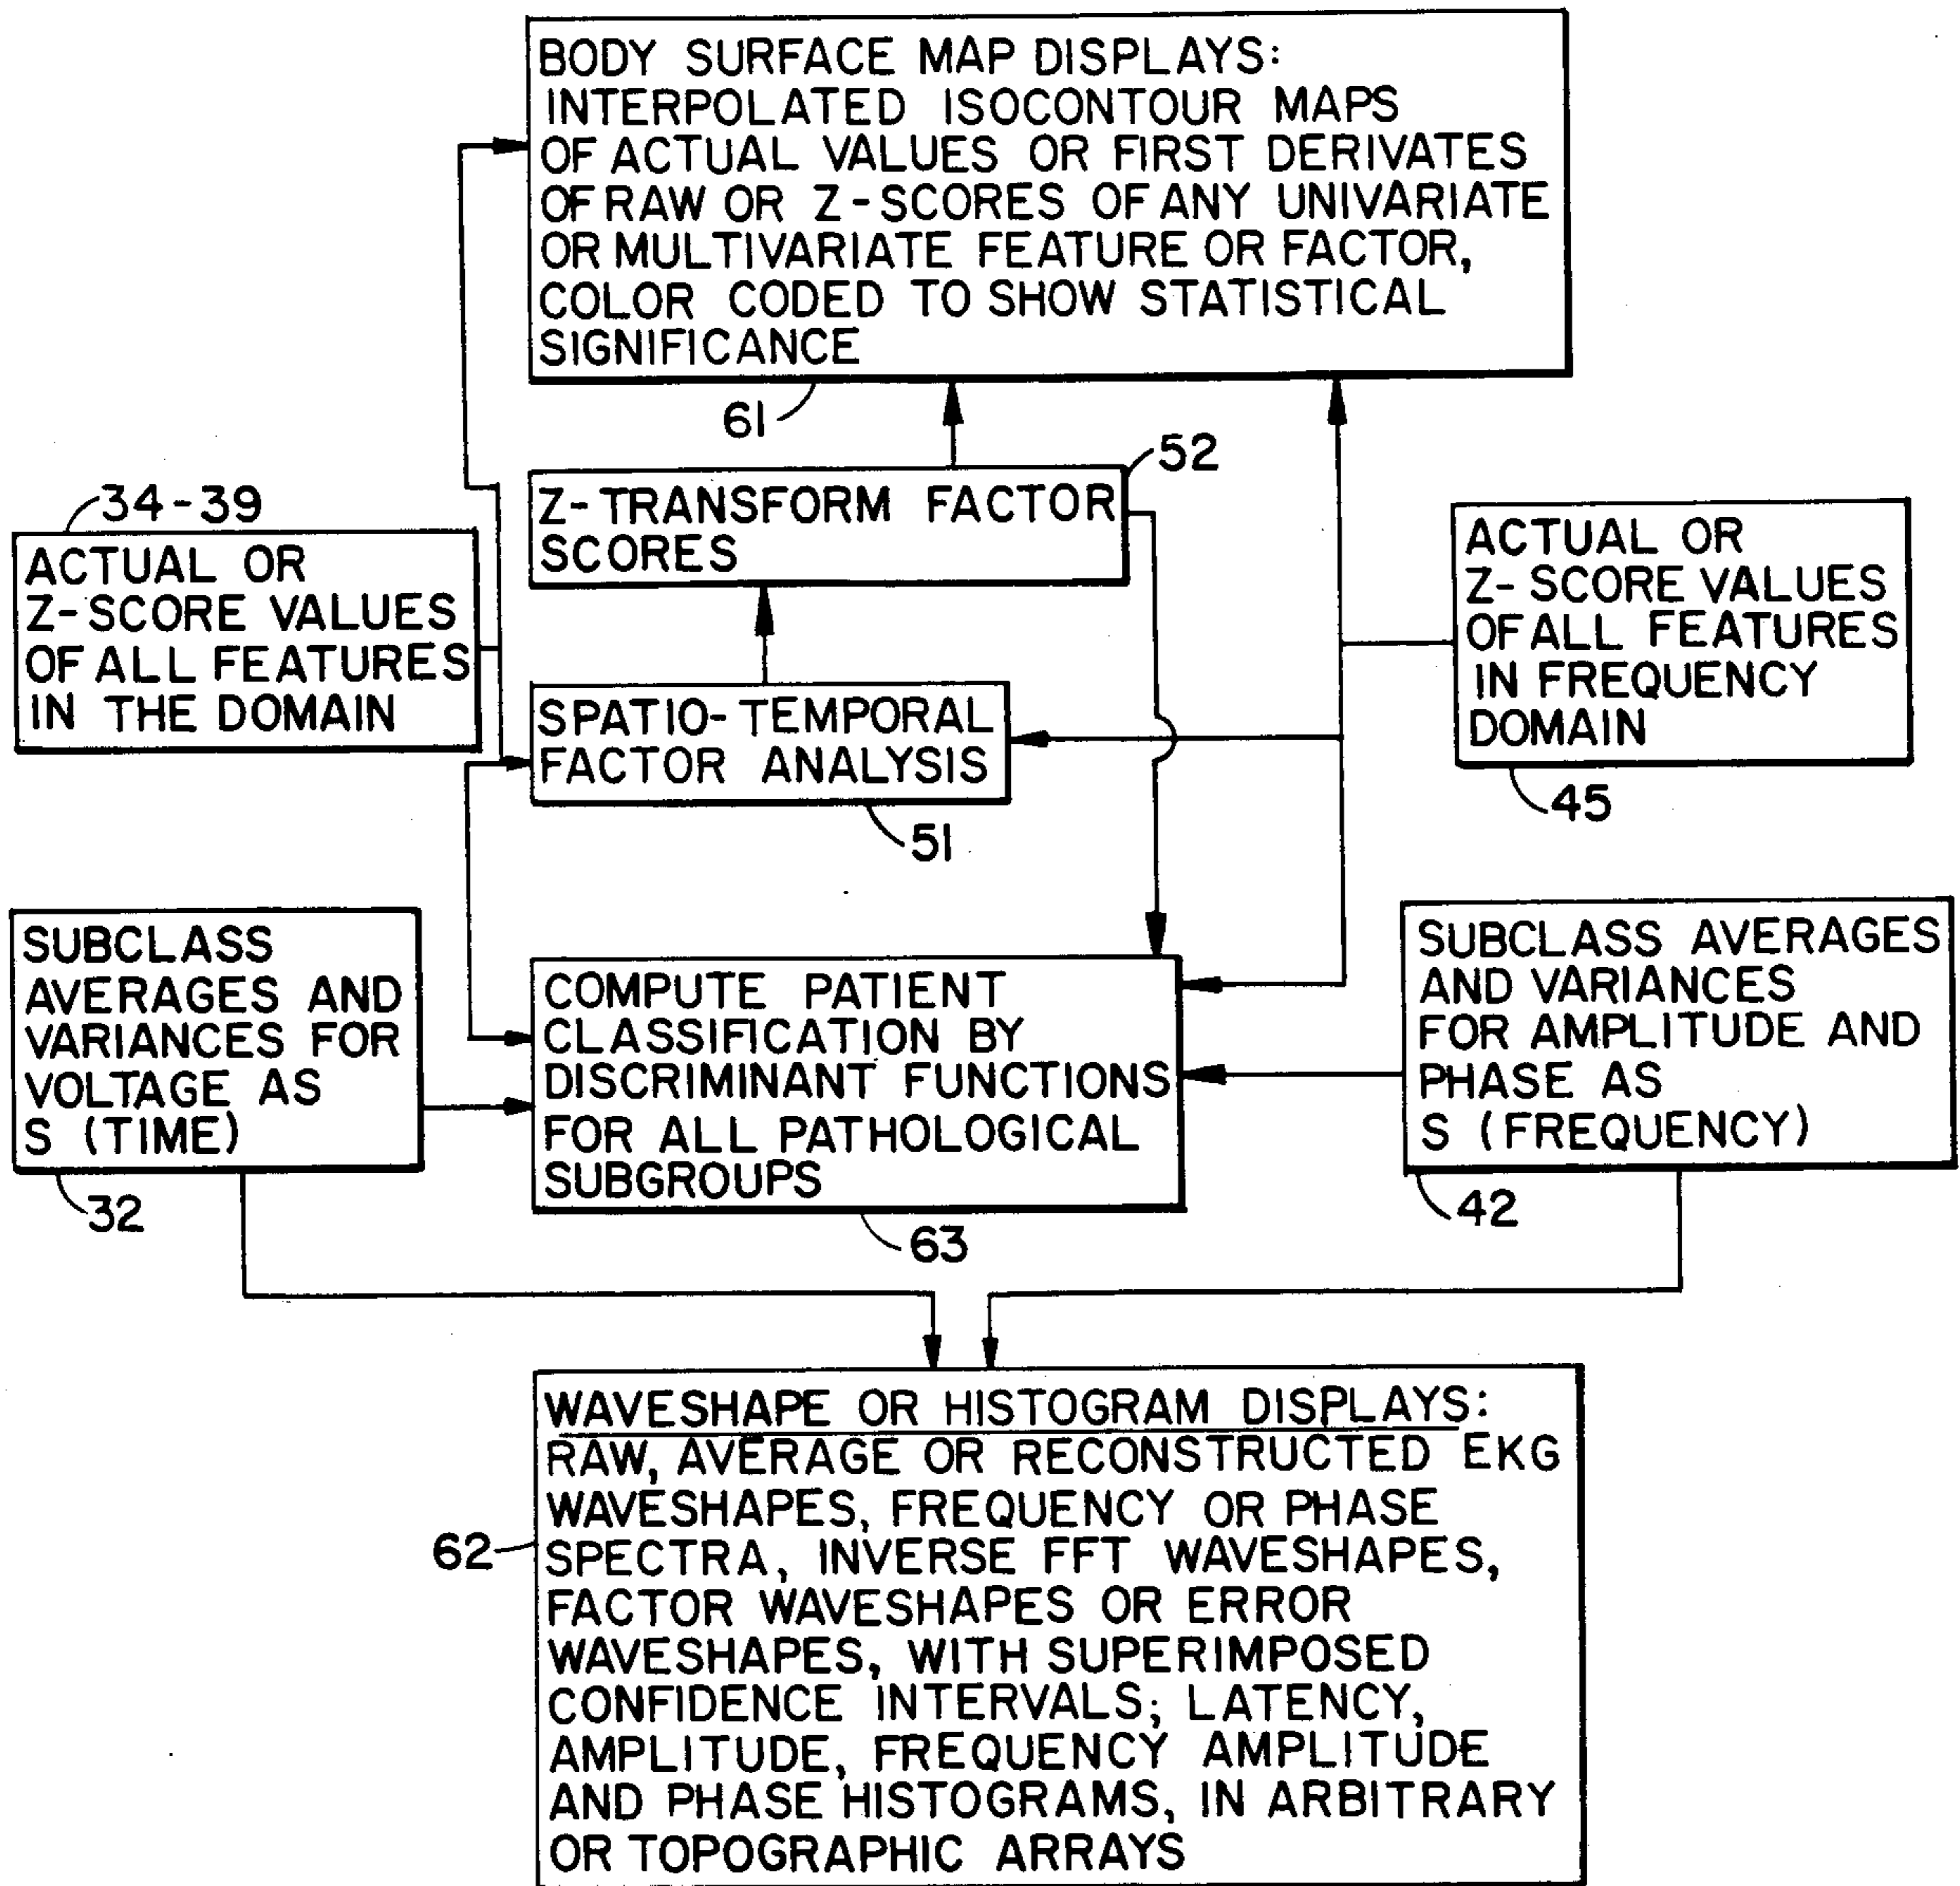 BODY SURFACE MAP DISPLAYS:
INTERPOLATED ISOCONTOUR MAPS
OF ACTUAL VALUES OR FIRST DERIVATES
OF RAW OR Z-SCORES OF ANY UNIVARIATE
OR MULTIVARIATE FEATURE OR FACTOR,
COLOR CODED TO SHOW STATISTICAL
SIGNIFICANCE
61
52
Z-TRANSFORM FACTOR
SCORES
34-39
ACTUAL OR
Z-SCORE VALUES
OF ALL FEATURES
IN THE DOMAIN
ACTUAL OR
Z-SCORE VALUES
OF ALL FEATURES
IN FREQUENCY
DOMAIN
45
SPATIO-TEMPORAL
FACTOR ANALYSIS
51
SUBCLASS
AVERAGES AND
VARIANCES FOR
VOLTAGE AS
S (TIME)
32
COMPUTE PATIENT
CLASSIFICATION BY
DISCRIMINANT FUNCTIONS
FOR ALL PATHOLOGICAL
SUBGROUPS
63
SUBCLASS AVERAGES
AND VARIANCES
FOR AMPLITUDE AND
PHASE AS
S (FREQUENCY)
42
WAVESHAPE OR HISTOGRAM DISPLAYS:
RAW, AVERAGE OR RECONSTRUCTED EKG
WAVESHAPES, FREQUENCY OR PHASE
SPECTRA, INVERSE FFT WAVESHAPES,
FACTOR WAVESHAPES OR ERROR
WAVESHAPES, WITH SUPERIMPOSED
CONFIDENCE INTERVALS; LATENCY,
AMPLITUDE, FREQUENCY AMPLITUDE
AND PHASE HISTOGRAMS, IN ARBITRARY
OR TOPOGRAPHIC ARRAYS
62